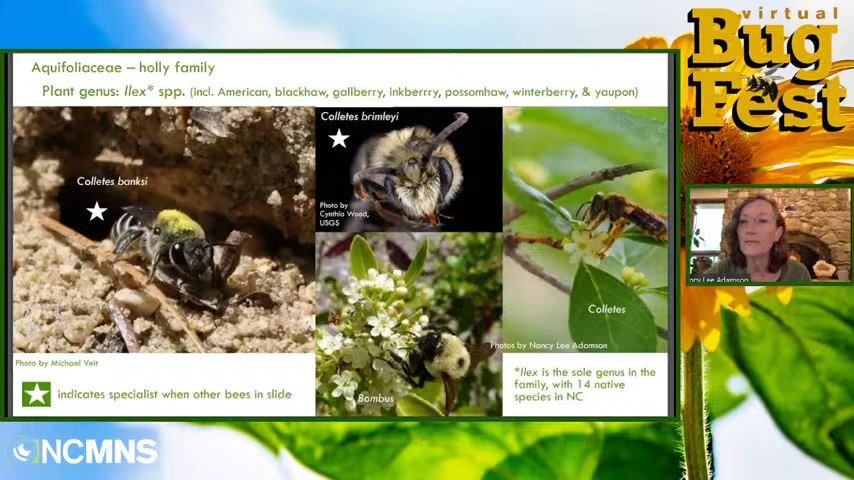 virtual
Bug
Fest
Aquifoliaceae – holly family
Plant genus: Ilex* spp. (incl. American, blackhaw, gallberry, inkberrry, possomhaw, winterberry, & yaupon)
Colletes banksi
Colletes brimleyi
Photo by
Cynthia Wood,
USGS
Colletes
Photos by Nancy Lee Adamson
Bombus
Photo by Michael Veit
indicates specialist when other bees in slide
*Ilex is the sole genus in the
family, with 14 native
species in NC
ncy Lee Adamson
NCMNS